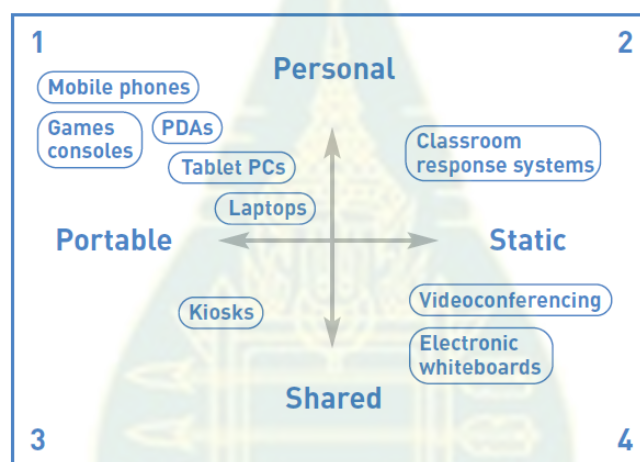 1
2
Personal
Mobile phones
Games
consoles
PDAs
Classroom
response systems
Tablet PCs
Laptops
Portable
Static
Kiosks
Videoconferencing
Electronic
whiteboards
Shared
3
4